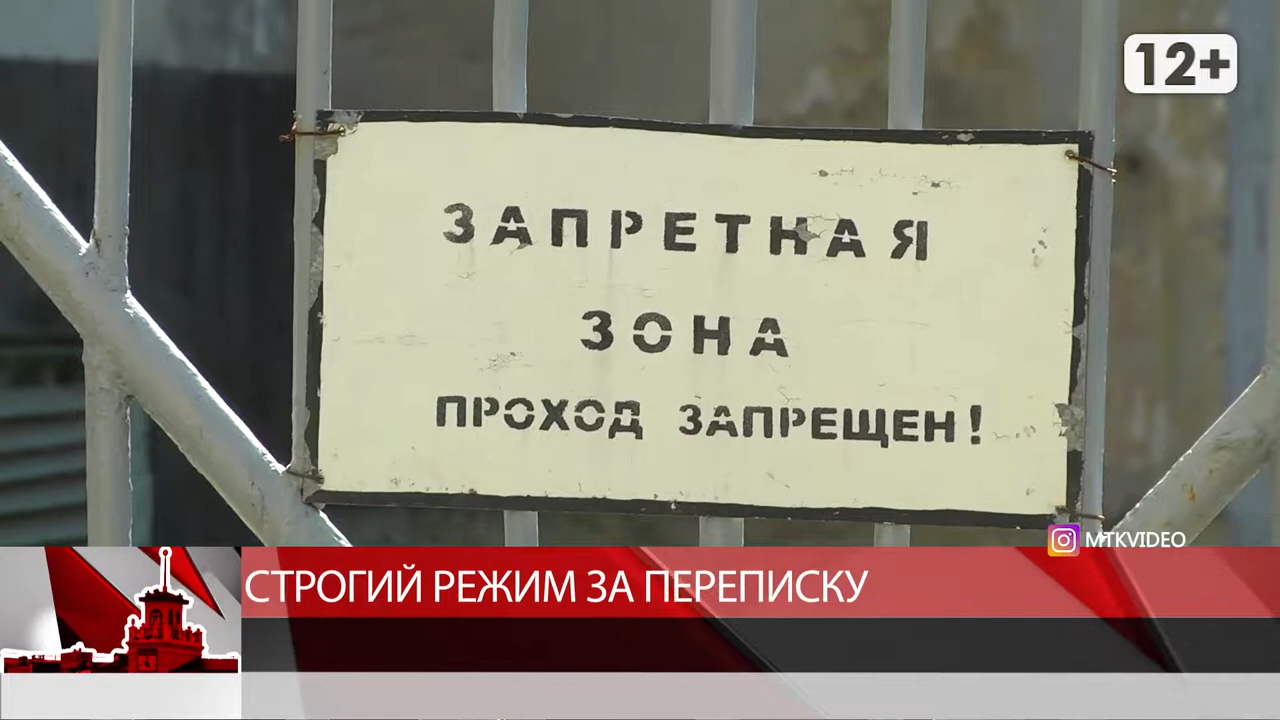 12+
ЗАПРЕТНАЯ
ЗОНА
ПРОХОД ЗАПРЕЩЕН!
MTKVIDEO
СТРОГИЙ РЕЖИМ ЗА ПЕРЕПИСКУ